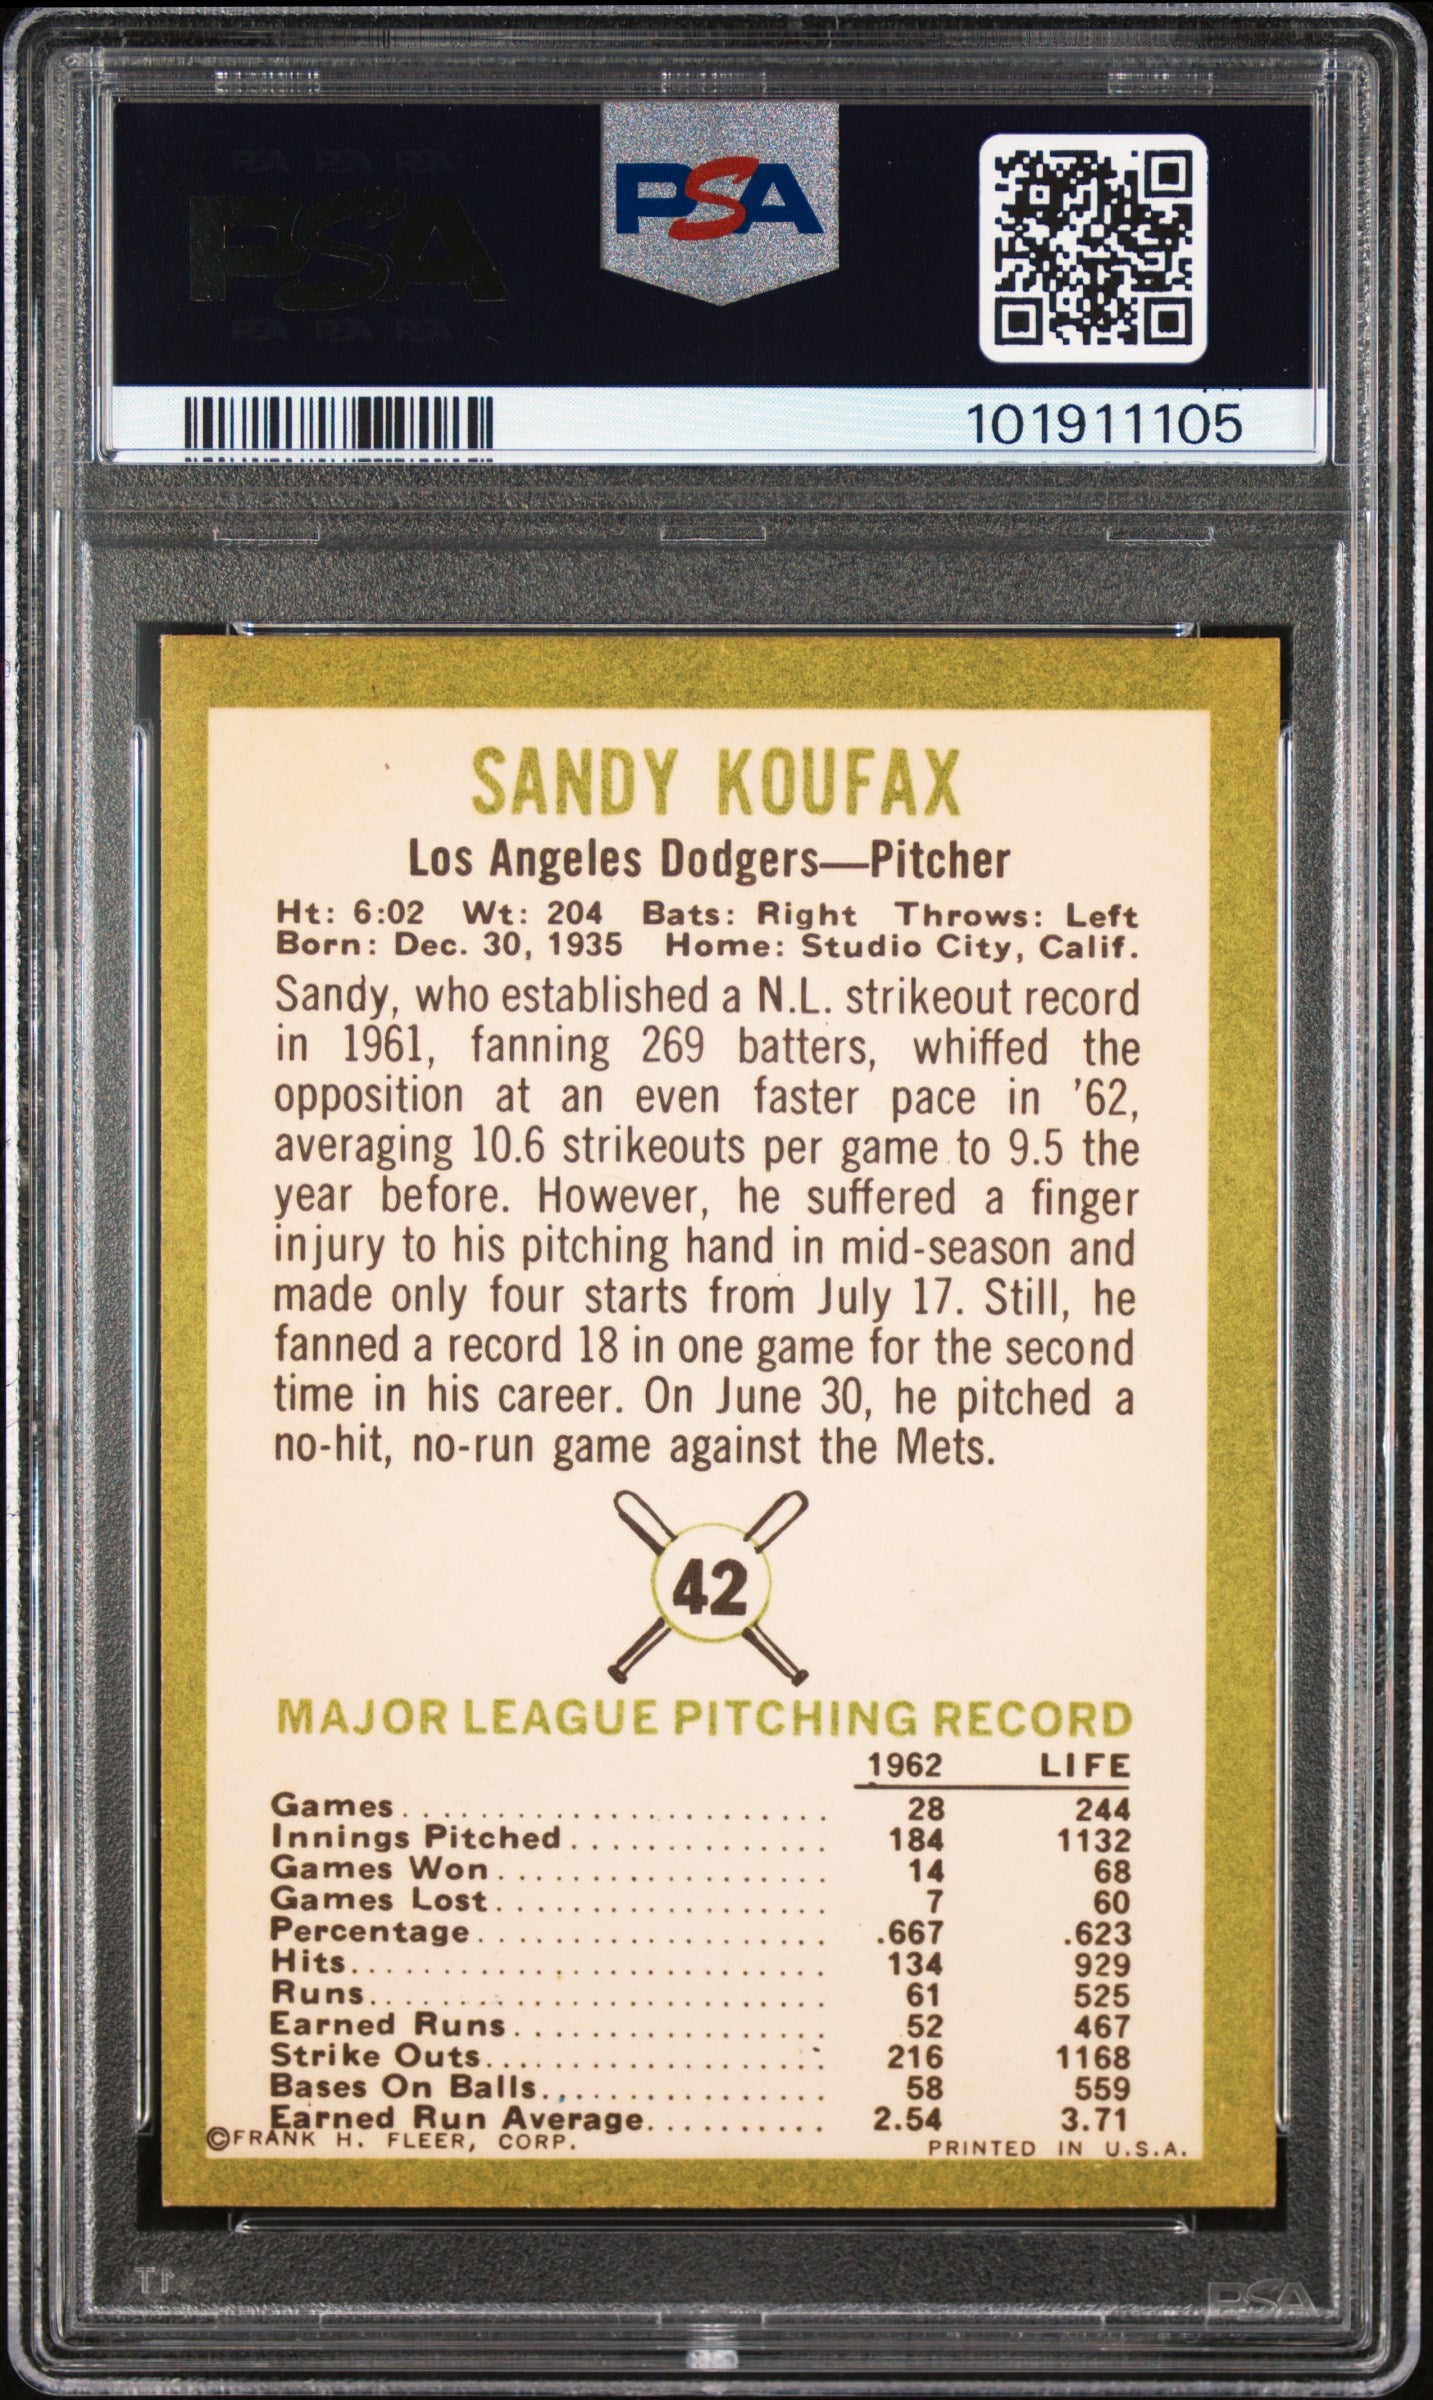 PSA PSA PSA
PSA
PSA PSA PSA
PSA
101911105
SANDY KOUFAX
Los Angeles Dodgers—Pitcher
Ht: 6:02 Wt: 204 Bats: Right Throws: Left
Born: Dec. 30, 1935 Home: Studio City, Calif.
Sandy, who established a N.L. strikeout record
in 1961, fanning 269 batters, whiffed the
opposition at an even faster pace in '62,
averaging 10.6 strikeouts per game to 9.5 the
year before. However, he suffered a finger
injury to his pitching hand in mid-season and
made only four starts from July 17. Still, he
fanned a record 18 in one game for the second
time in his career. On June 30, he pitched a
no-hit, no-run game against the Mets.
42
MAJOR LEAGUE PITCHING RECORD
1962 LIFE
Games........................ 28 244
Innings Pitched.............. 184 1132
Games Won.................. 14 68
Games Lost.................. 7 60
Percentage................... .667 .623
Hits........................... 134 929
Runs.......................... 61 525
Earned Runs................. 52 467
Strike Outs................... 216 1168
Bases On Balls............... 58 559
Earned Run Average.......... 2.54 3.71
©FRANK H. FLEER, CORP. PRINTED IN U.S.A.
PSA